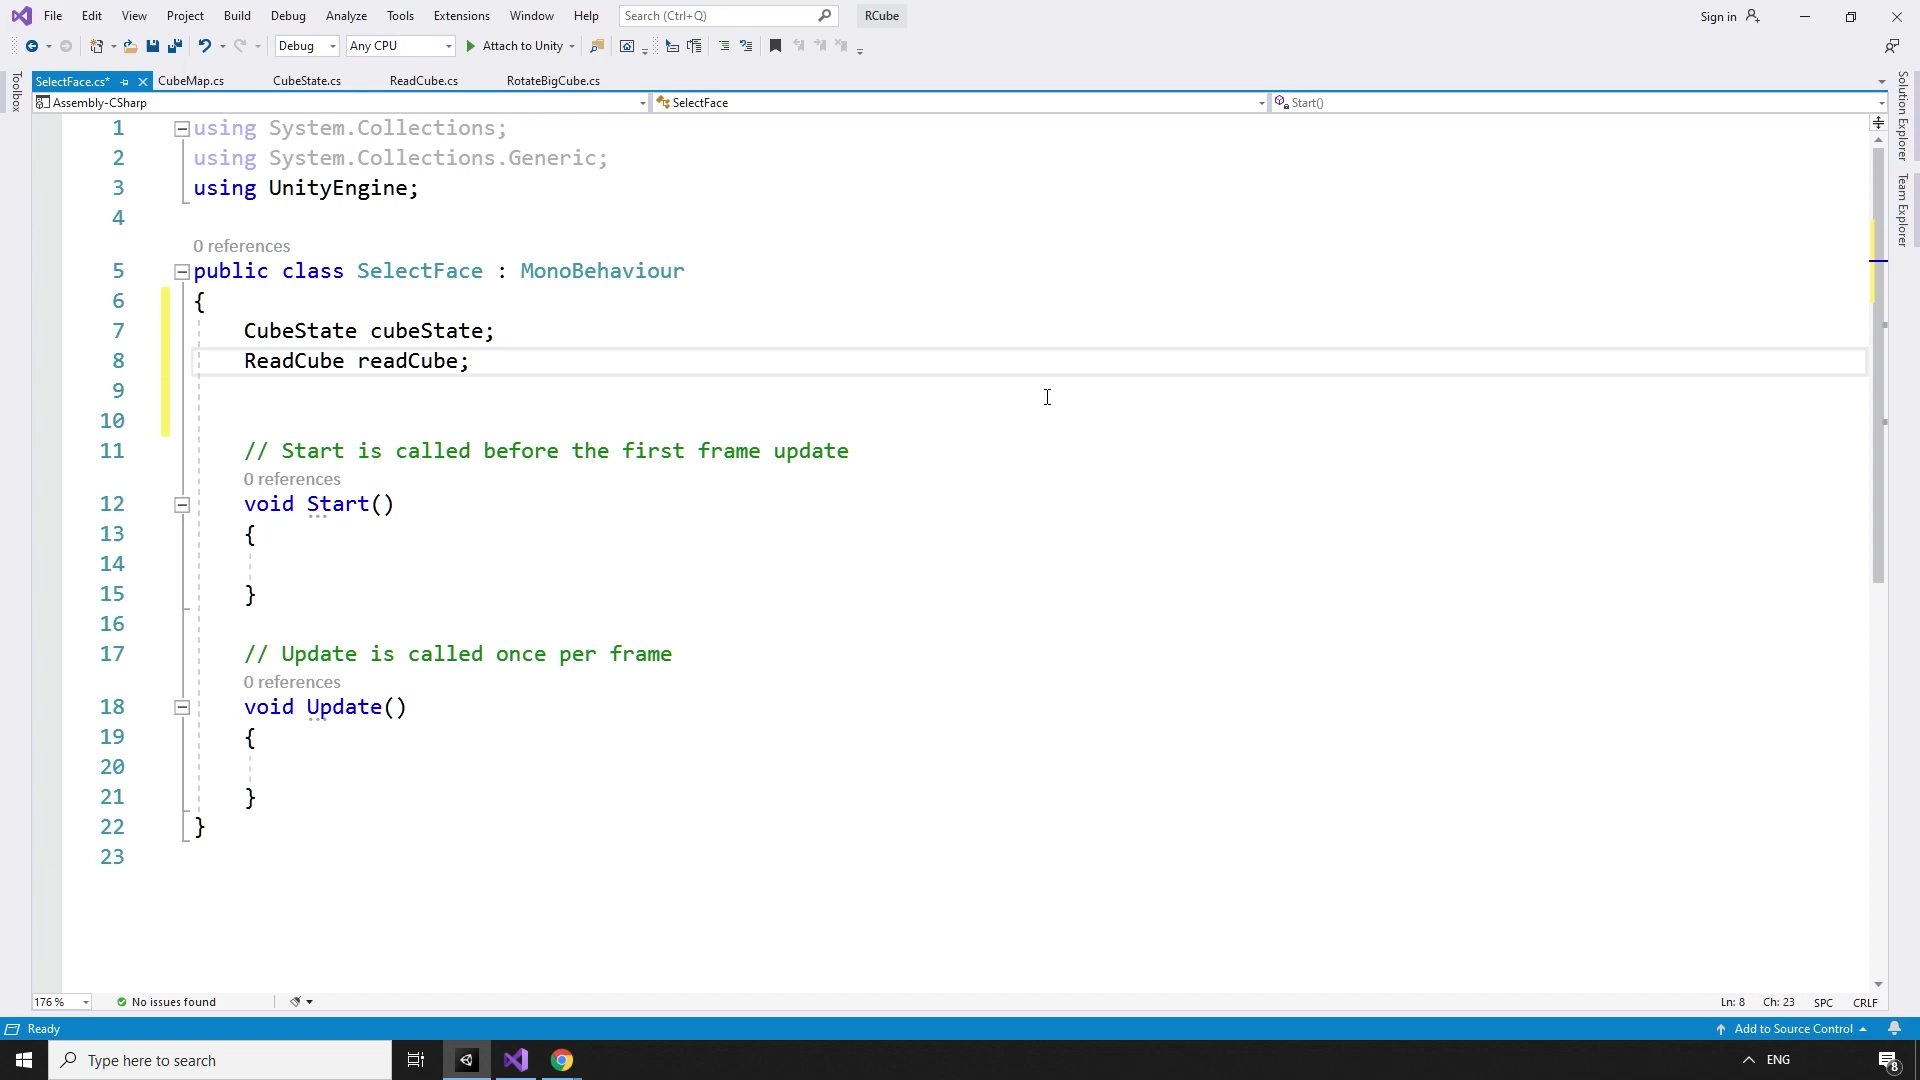 File Edit View Project Build Debug Analyze Tools Extensions Window Help Search (Ctrl+Q) RCube Sign in
Debug Any CPU Attach to Unity
SelectFace.cs* CubeMap.cs CubeState.cs ReadCube.cs RotateBigCube.cs
Assembly-CSharp SelectFace Start()
Toolbox
Solution Explorer
Team Explorer
1 using System.Collections;
2 using System.Collections.Generic;
3 using UnityEngine;
4
0 references
5 public class SelectFace : MonoBehaviour
6 {
7 CubeState cubeState;
8 ReadCube readCube;
9
10
11 // Start is called before the first frame update
0 references
12 void Start()
13 {
14
15 }
16
17 // Update is called once per frame
0 references
18 void Update()
19 {
20
21 }
22 }
23
176 % No issues found Ln: 8 Ch: 23 SPC CRLF
Ready Add to Source Control
Type here to search ENG 8